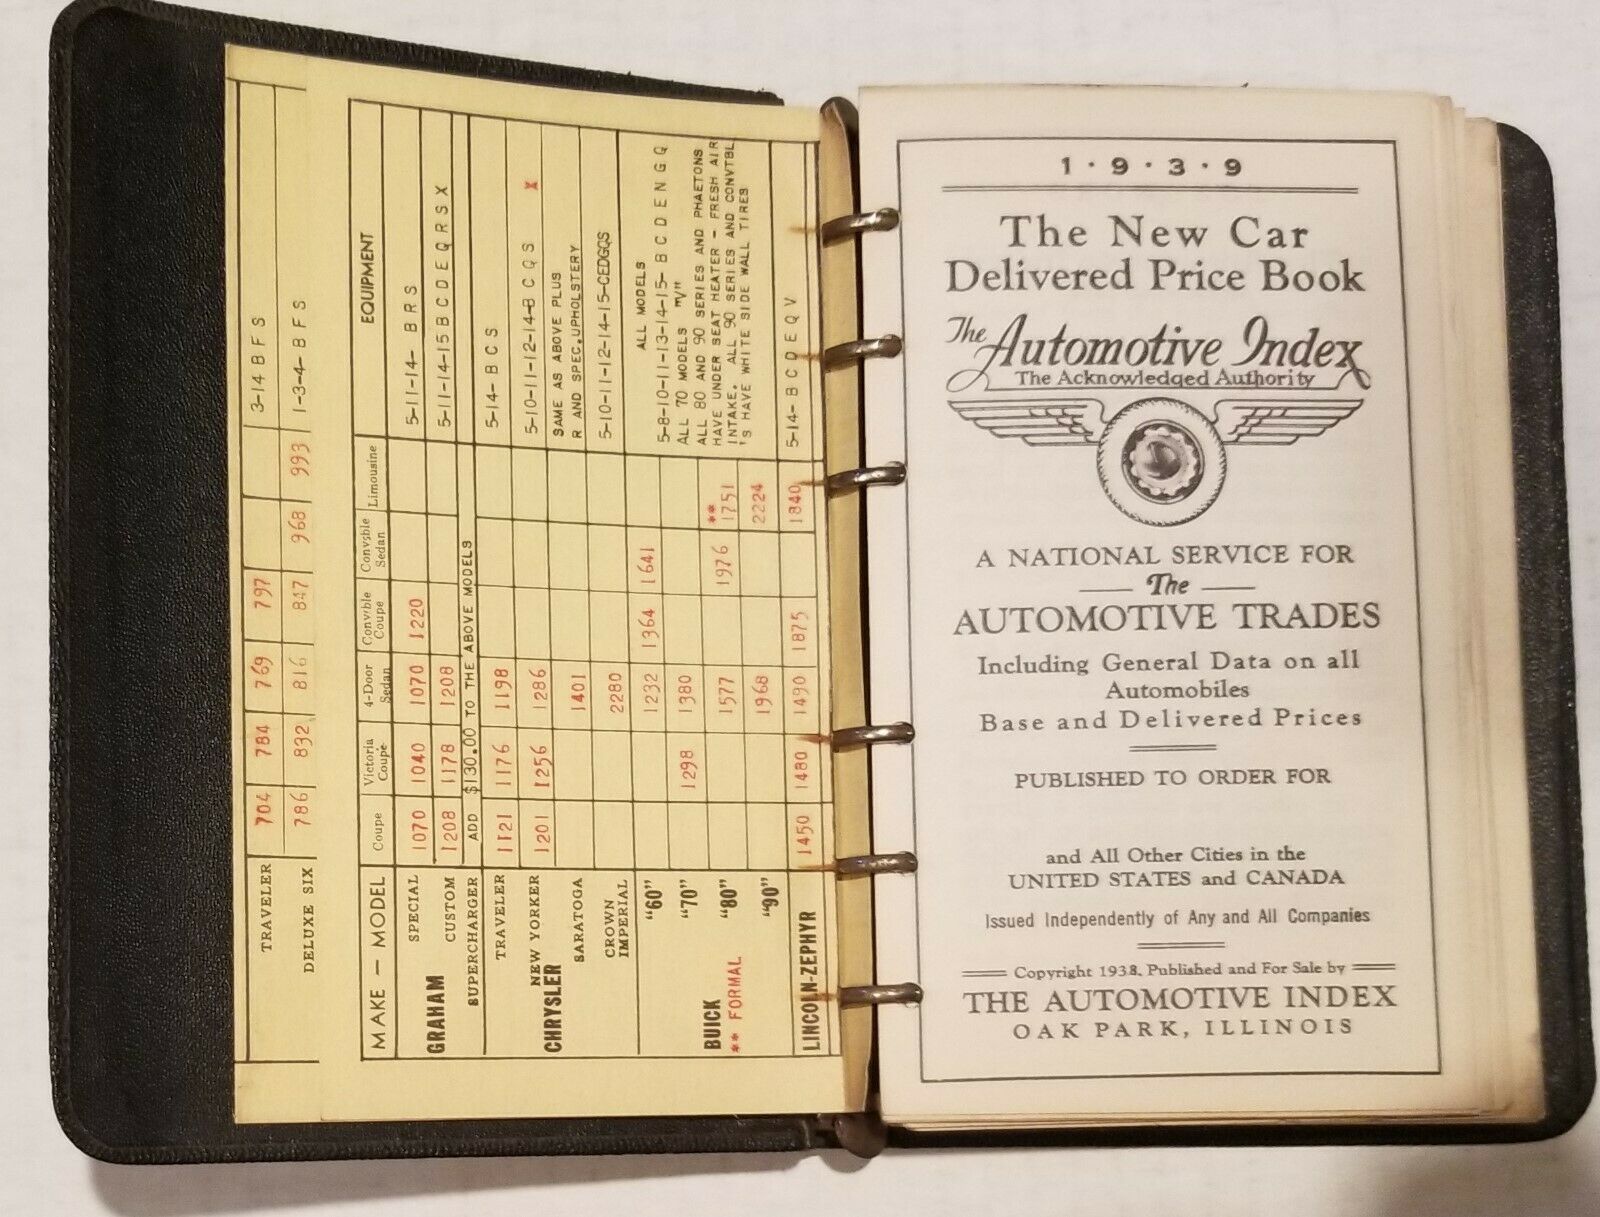 TRAVELER 704 784 769 797 3-14 B F S
DELUXE SIX 786 832 816 847 968 993 1-3-4- B F S
MAKE — MODEL Coupe Victoria Coupe 4-Door Sedan Conv'ble Coupe Conv'ble Sedan Limousine EQUIPMENT
GRAHAM
SPECIAL 1070 1040 1070 1220 5-11-14- B R S
CUSTOM 1208 1178 1208 5-11-14-15 B C D E Q R S X
SUPERCHARGER ADD $130.00 TO THE ABOVE MODELS
CHRYSLER
TRAVELER 1121 1176 1198 5-14- B C S
NEW YORKER 1201 1256 1286 5-10-11-12-14-B C Q S X
SARATOGA 1401 SAME AS ABOVE PLUS
R AND SPEC.UPHOLSTERY
CROWN IMPERIAL 2280 5-10-11-12-14-15-CEDGQS
BUICK
** FORMAL
"60" 1232 1364 1641 ALL MODELS
5-8-10-11-13-14-15- B C D E N G Q
"70" 1298 1380 ALL 70 MODELS "V"
ALL 80 AND 90 SERIES AND PHAETONS
"80" 1577 1976 ** 1751 HAVE UNDER SEAT HEATER - FRESH AIR
INTAKE. ALL 90 SERIES AND CONVTBL
"90" 1968 2224 'S HAVE WHITE SIDE WALL TIRES
LINCOLN-ZEPHYR 1450 1480 1490 1875 1840 5-14- B C D E Q V
1·9·3·9
The New Car
Delivered Price Book
The Automotive Index
The Acknowledged Authority
A NATIONAL SERVICE FOR
The
AUTOMOTIVE TRADES
Including General Data on all
Automobiles
Base and Delivered Prices
PUBLISHED TO ORDER FOR
and All Other Cities in the
UNITED STATES and CANADA
Issued Independently of Any and All Companies
Copyright 1938. Published and For Sale by
THE AUTOMOTIVE INDEX
OAK PARK, ILLINOIS